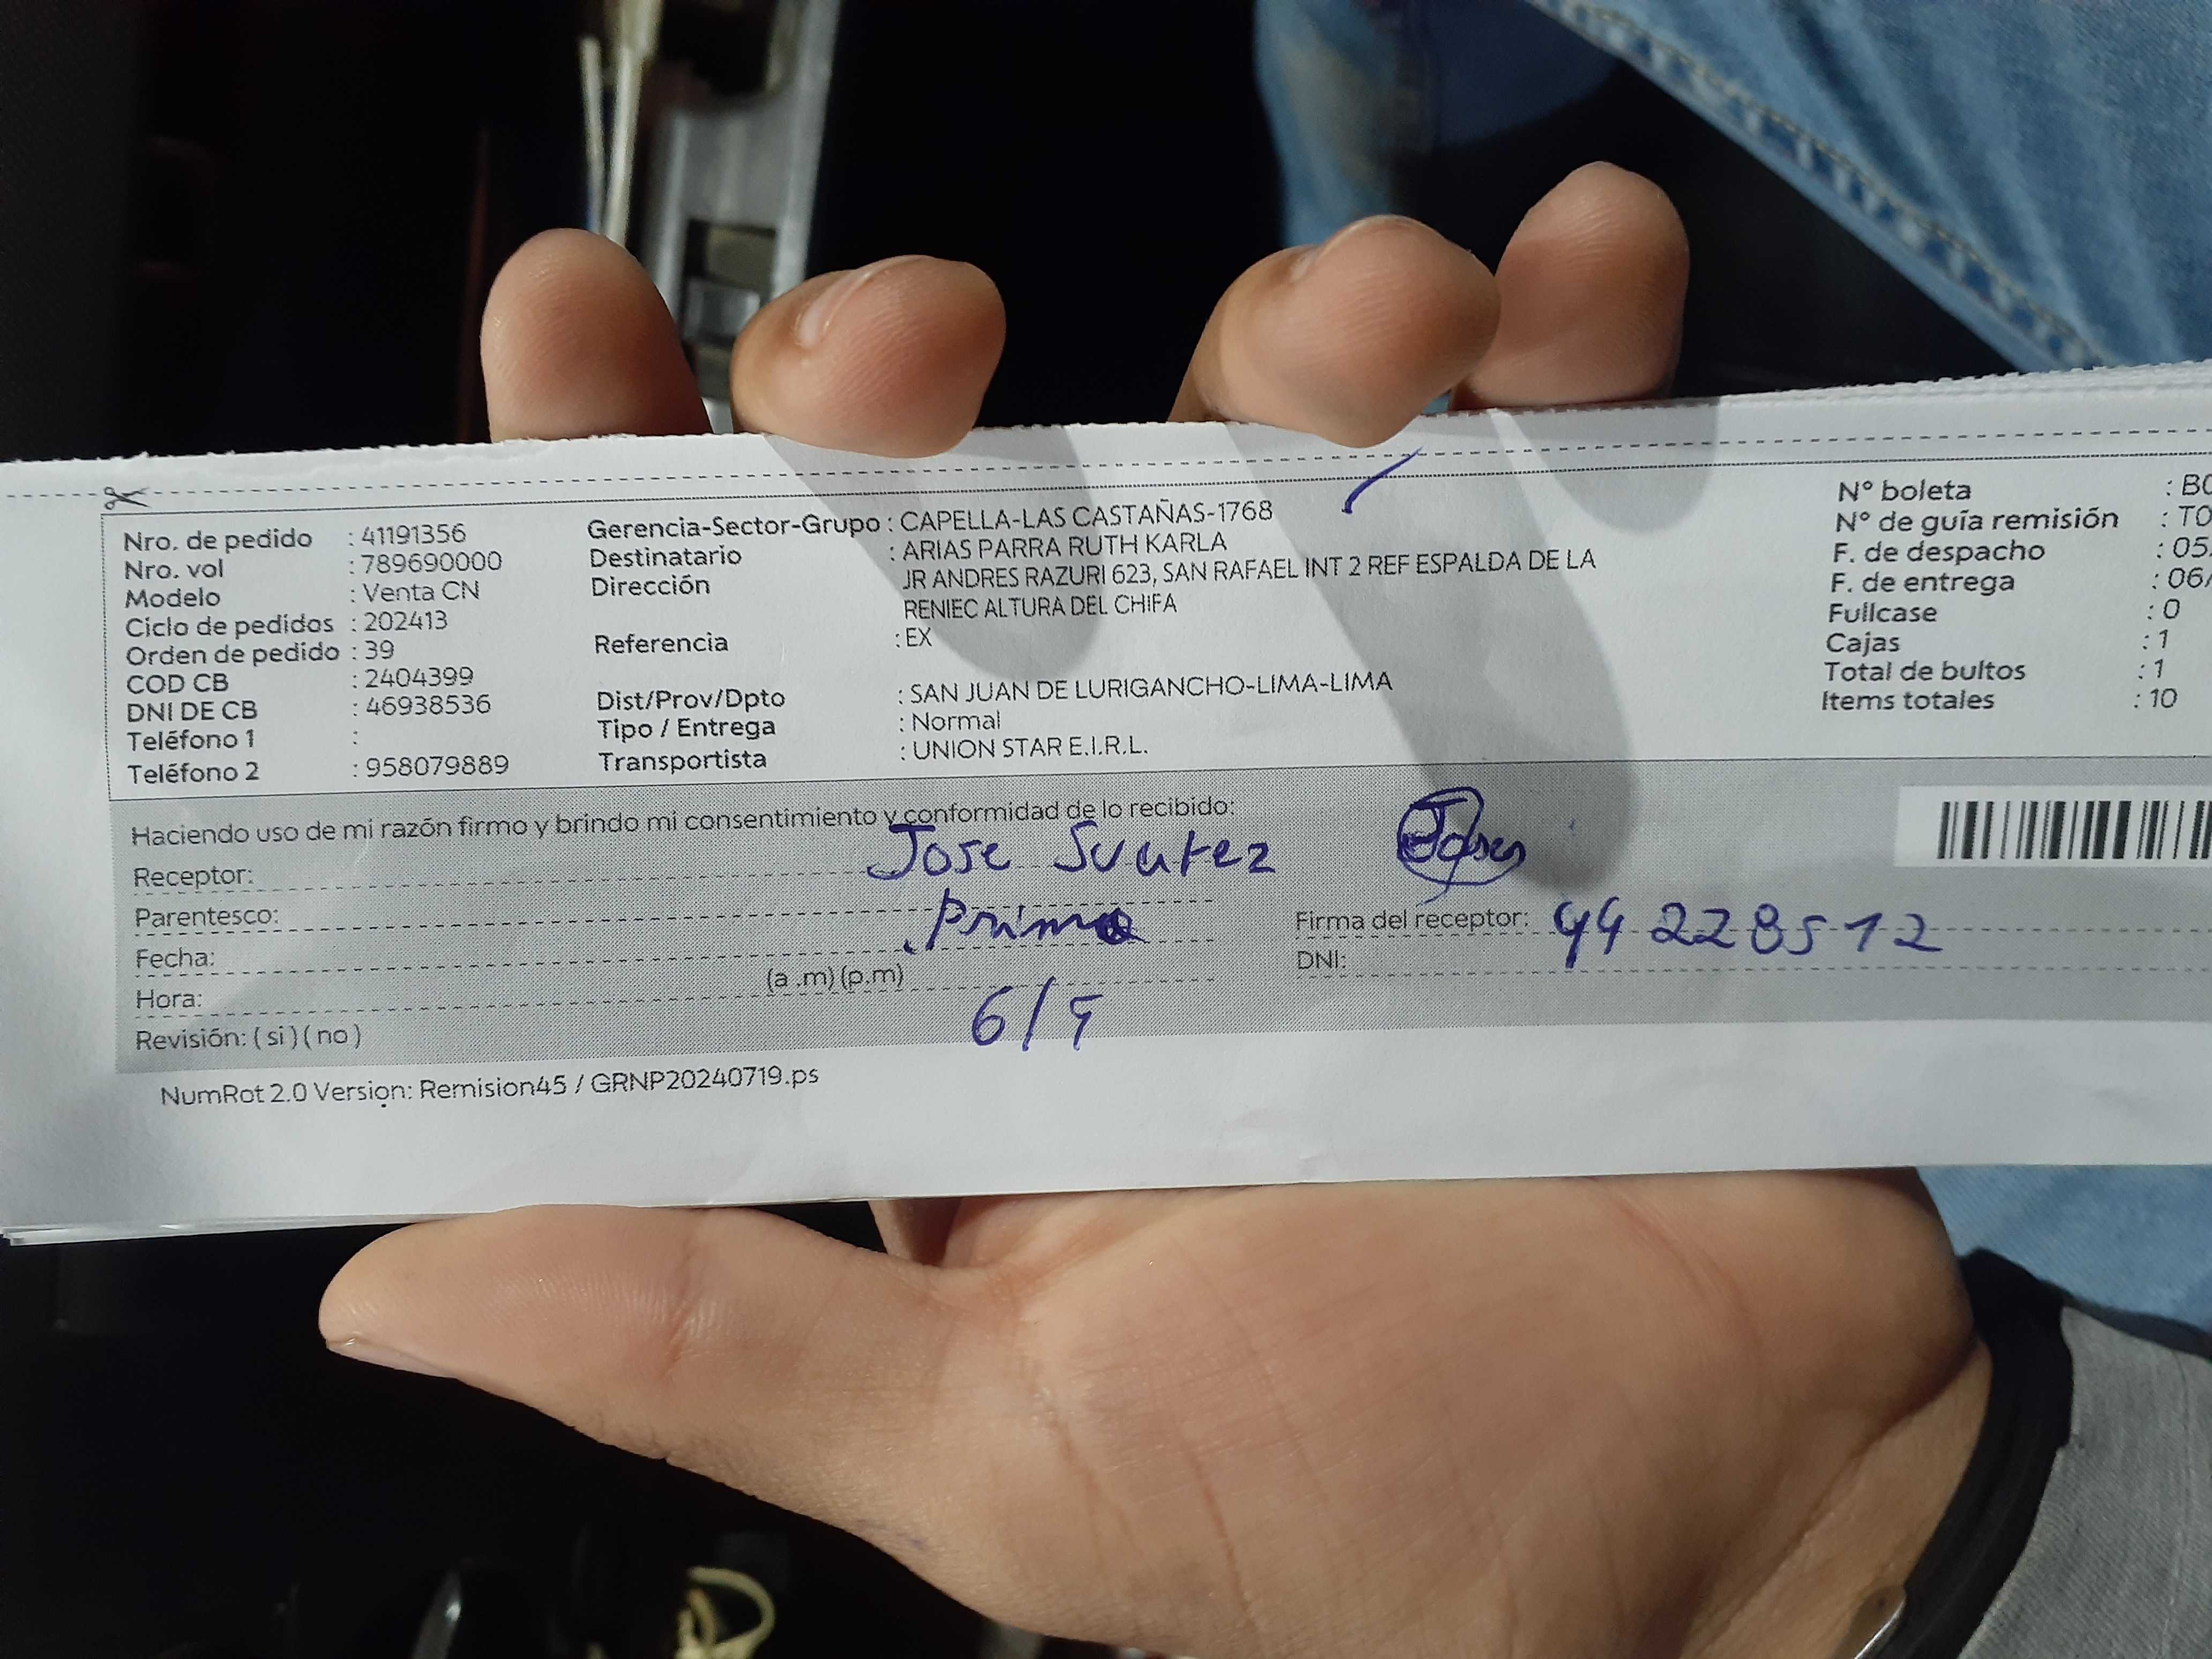 Nro. de pedido : 41191356
Nro. vol : 789690000
Modelo : Venta CN
Ciclo de pedidos : 202413
Orden de pedido : 39
COD CB : 2404399
DNI DE CB : 46938536
Teléfono 1 :
Teléfono 2 : 958079889
Gerencia-Sector-Grupo : CAPELLA-LAS CASTAÑAS-1768
Destinatario : ARIAS PARRA RUTH KARLA
Dirección JR ANDRES RAZURI 623, SAN RAFAEL INT 2 REF ESPALDA DE LA
RENIEC ALTURA DEL CHIFA
Referencia : EX
Dist/Prov/Dpto : SAN JUAN DE LURIGANCHO-LIMA-LIMA
Tipo / Entrega : Normal
Transportista : UNION STAR E.I.R.L.
N° boleta : B0
N° de guía remisión : T0
F. de despacho : 05
F. de entrega : 06/
Fullcase : 0
Cajas : 1
Total de bultos : 1
Items totales : 10
Haciendo uso de mi razón firmo y brindo mi consentimiento y conformidad de lo recibido:
Receptor: Jose Suarez
Parentesco: Primo
Fecha:
Hora: (a .m) (p.m)
6/
Revisión: ( si ) ( no )
Firma del receptor:
DNI:
228512
NumRot 2.0 Version: Remision45 / GRNP20240719.ps